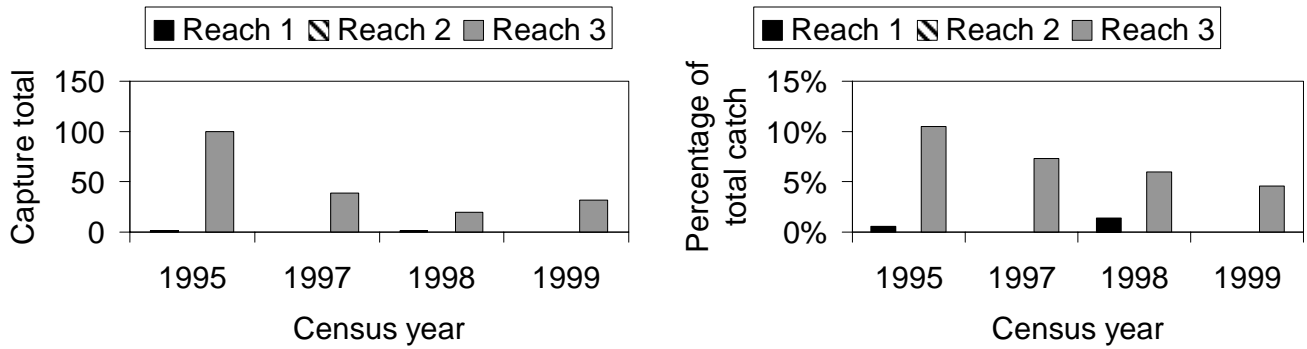 Reach 1 Reach 2 Reach 3
Capture total
150
100
50
0
1995 1997 1998 1999
Census year
Reach 1 Reach 2 Reach 3
Percentage of
total catch
15%
10%
5%
0%
1995 1997 1998 1999
Census year